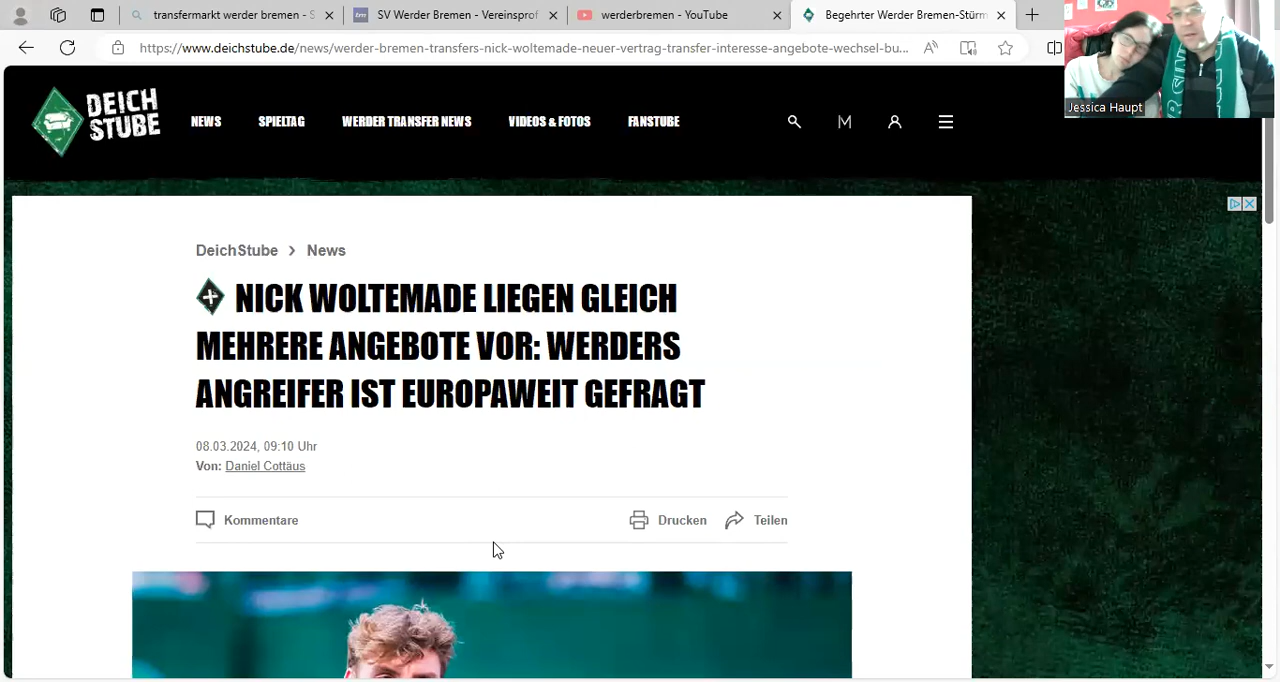 transfermarkt werder bremen - S
SV Werder Bremen - Vereinsprof
werderbremen - YouTube
Begehrter Werder Bremen-Stürm
https://www.deichstube.de/news/werder-bremen-transfers-nick-woltemade-neuer-vertrag-transfer-interesse-angebote-wechsel-bu...
Jessica Haupt
DEICH
STUBE
NEWS
SPIELTAG
WERDER TRANSFER NEWS
VIDEOS & FOTOS
FANSTUBE
M
DeichStube > News
NICK WOLTEMADE LIEGEN GLEICH
MEHRERE ANGEBOTE VOR: WERDERS
ANGREIFER IST EUROPAWEIT GEFRAGT
08.03.2024, 09:10 Uhr
Von: Daniel Cottäus
Kommentare
Drucken
Teilen